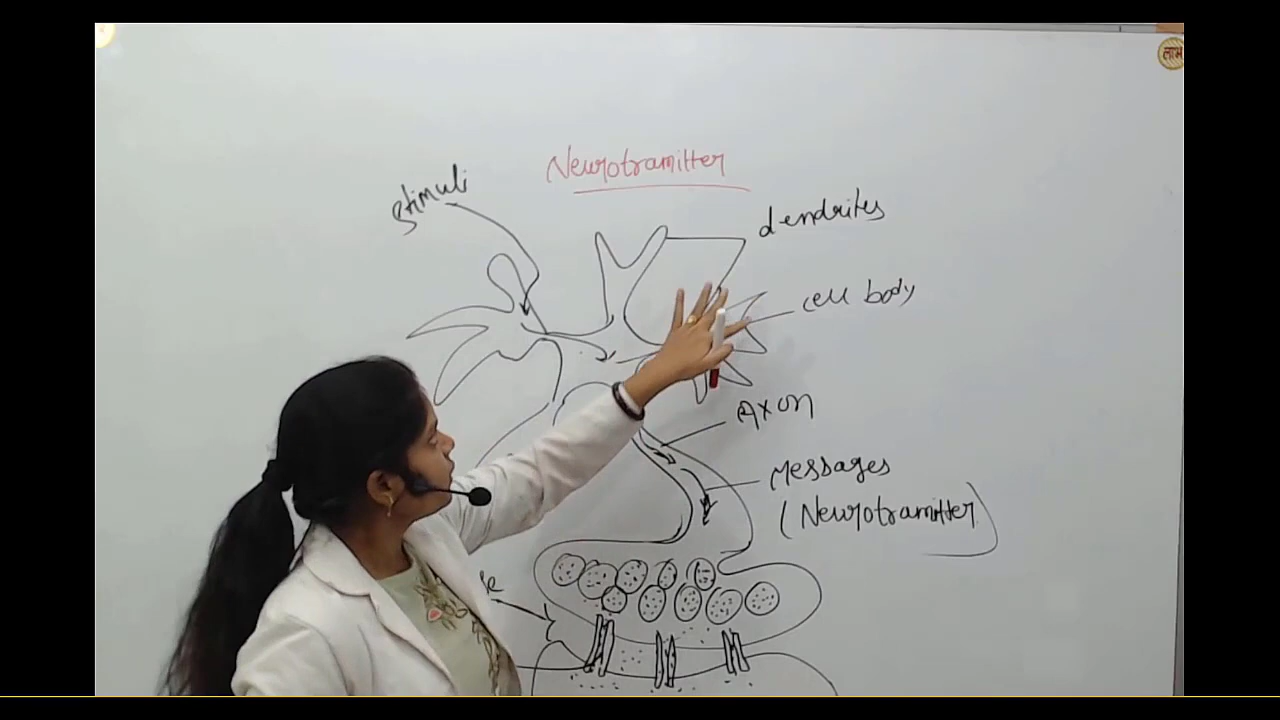 लाभ
Neurotramitter
stimuli
dendrites
cell body
Axon
Messages
(Neurotramitter)